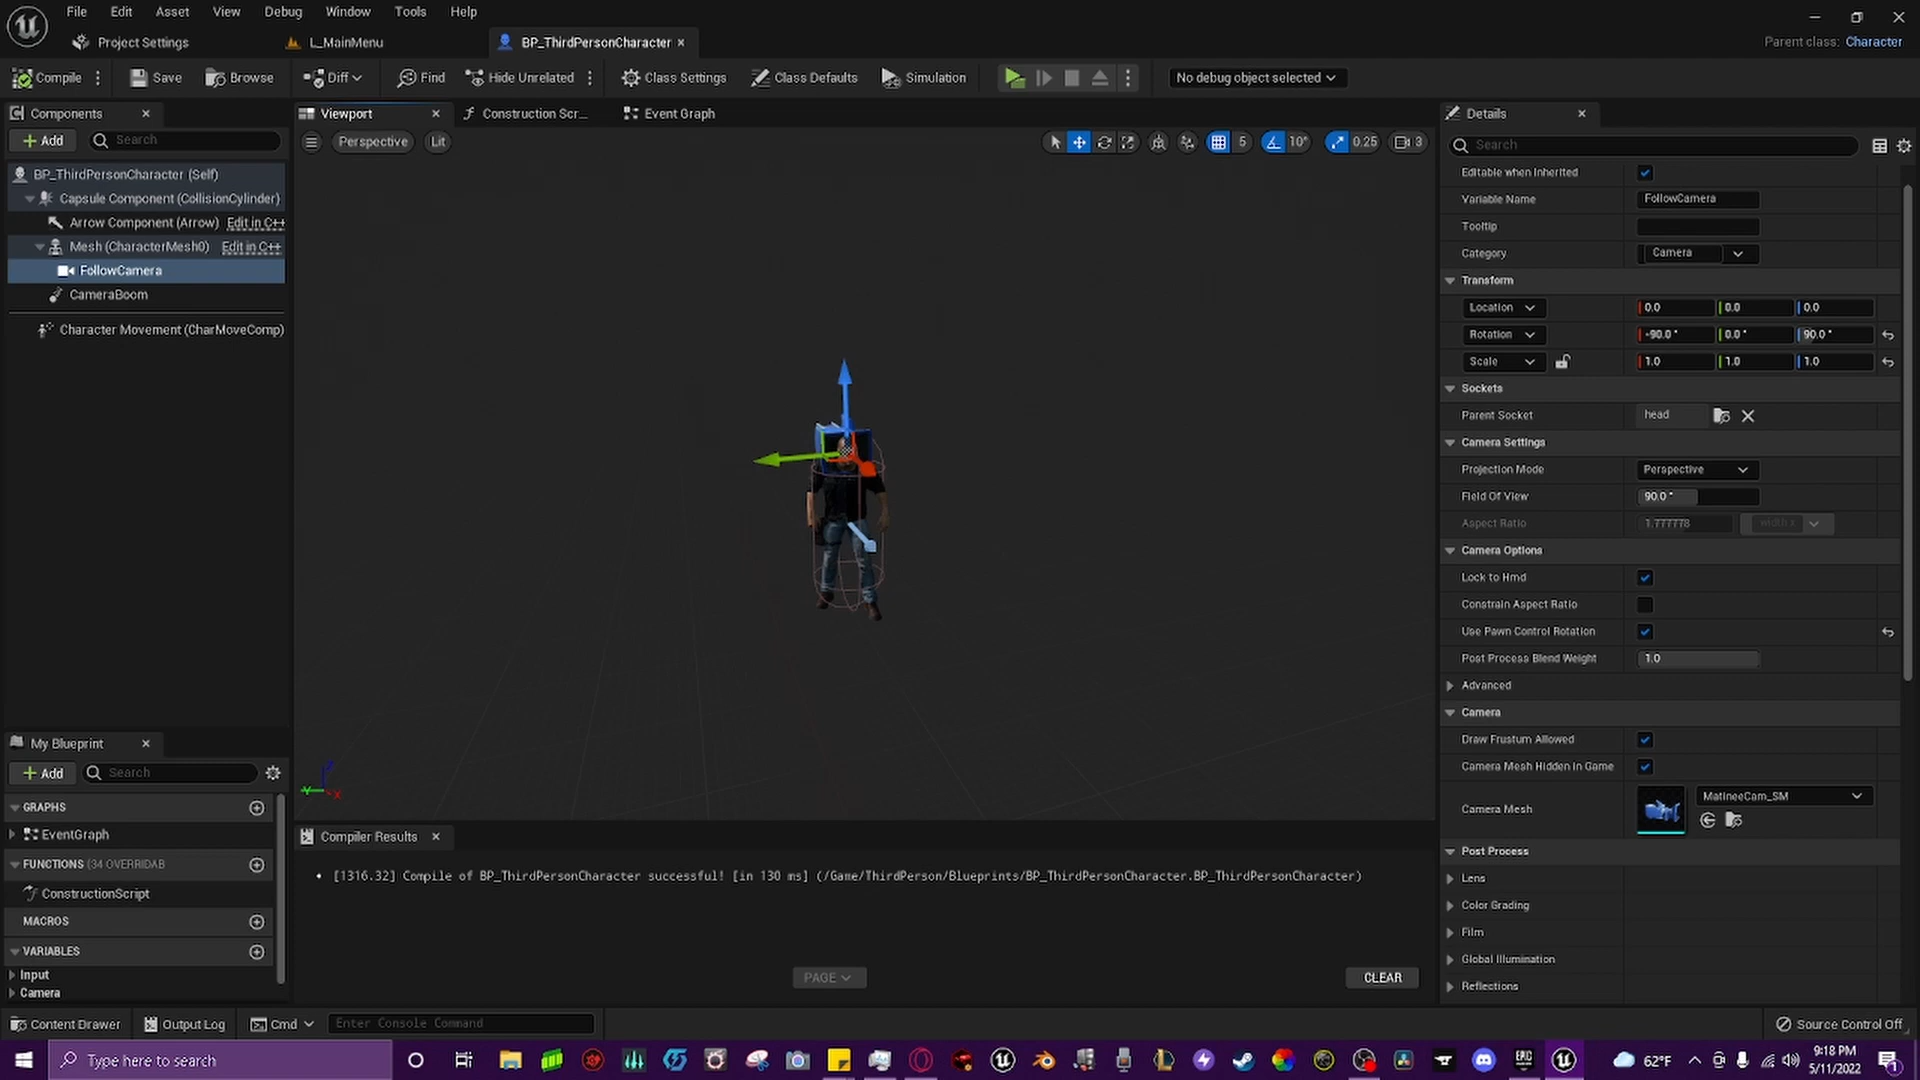 File Edit View Debug Window Tools Help
Project Settings L_MainMenu BP_ThirdPersonCharacter
Parent class: Character
Compile Save Browse Diff Find Hide Unrelated Class Settings Class Defaults Simulation No debug object selected
Components
Add Search
BP_ThirdPersonCharacter (Self)
Capsule Component (CollisionCylinder)
Arrow Component (Arrow) Edit in C++
Mesh (CharacterMesh0) Edit in C++
FollowCamera
CameraBoom
Character Movement (CharMoveComp)
My Blueprint
Add Search
GRAPHS
EventGraph
FUNCTIONS (34 OVERRIDAB
ConstructionScript
MACROS
VARIABLES
Input
Camera
Viewport Construction Scr... Event Graph
Perspective Lit 5 10° 0.25 3
Compiler Results
[1316.32] Compile of BP_ThirdPersonCharacter successful! [in 130 ms] (/Game/ThirdPerson/Blueprints/BP_ThirdPersonCharacter.BP_ThirdPersonCharacter)
PAGE CLEAR
Details
Search
Editable when Inherited
Variable Name FollowCamera
Tooltip
Category Camera
Transform
Location 0.0 0.0 0.0
Rotation -90.0° 0.0° 90.0°
Scale 1.0 1.0 1.0
Sockets
Parent Socket head
Camera Settings
Projection Mode Perspective
Field Of View 90.0°
Aspect Ratio 1.777778 width x
Camera Options
Lock to Hmd
Constrain Aspect Ratio
Use Pawn Control Rotation
Post Process Blend Weight 1.0
Advanced
Camera
Draw Frustum Allowed
Camera Mesh Hidden in Game
Camera Mesh MatineeCam_SM
Post Process
Lens
Color Grading
Film
Global Illumination
Reflections
Content Drawer Output Log Cmd Enter Console Command Source Control Off
Type here to search
62°F
9:18 PM
5/11/2022